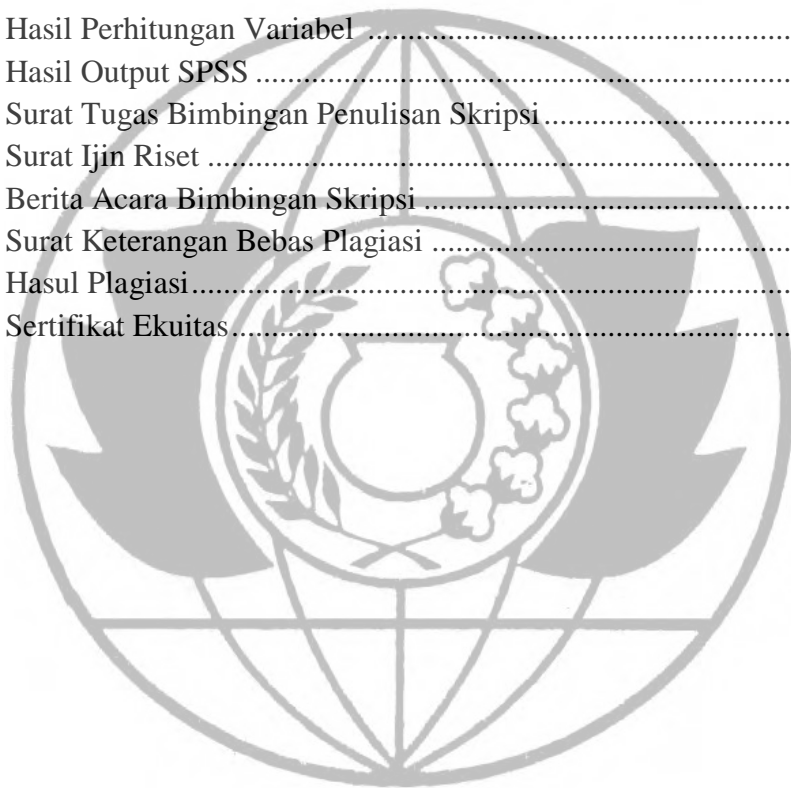 Hasil Perhitungan Variabel ......................................................
Hasil Output SPSS ....................................................................
Surat Tugas Bimbingan Penulisan Skripsi................................
Surat Ijin Riset ..........................................................................
Berita Acara Bimbingan Skripsi ..............................................
Surat Keterangan Bebas Plagiasi .............................................
Hasul Plagiasi............................................................................
Sertifikat Ekuitas.......................................................................